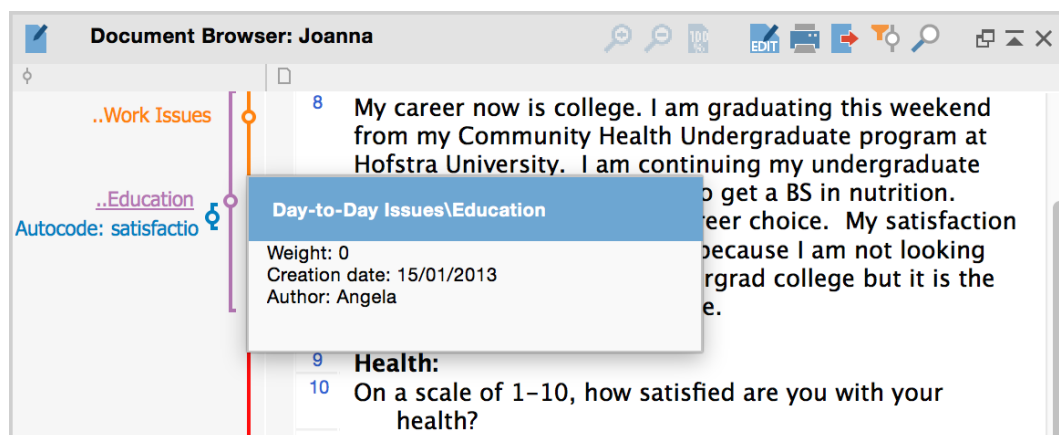 Document Browser: Joanna
100 %
EDIT
..Work Issues
..Education
Autocode: satisfactio
8 My career now is college. I am graduating this weekend
from my Community Health Undergraduate program at
Hofstra University. I am continuing my undergraduate
get a BS in nutrition.
choice. My satisfaction
because I am not looking
college but it is the
Day-to-Day Issues\Education
Weight: 0
Creation date: 15/01/2013
Author: Angela
9 Health:
10 On a scale of 1–10, how satisfied are you with your
health?